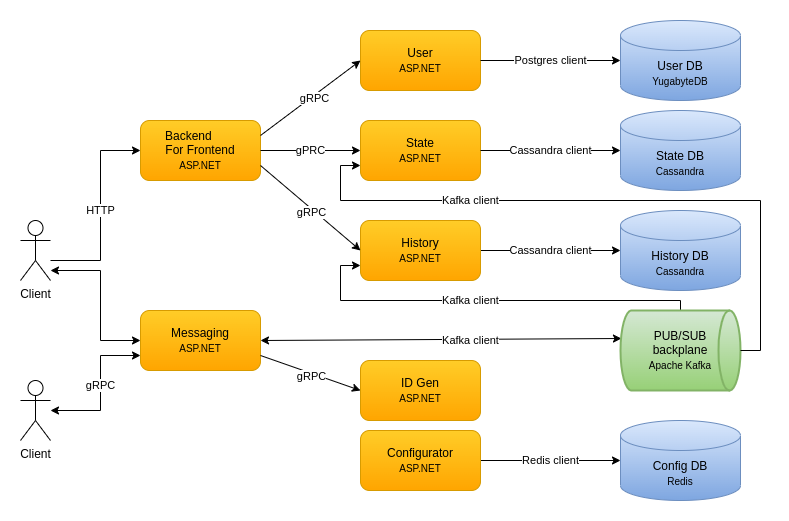 User
ASP.NET
Postgres client
User DB
YugabyteDB
gRPC
Backend
For Frontend
ASP.NET
gPRC
State
ASP.NET
Cassandra client
State DB
Cassandra
HTTP
gRPC
Kafka client
History
ASP.NET
Cassandra client
History DB
Cassandra
Client
Kafka client
Messaging
ASP.NET
Kafka client
PUB/SUB
backplane
Apache Kafka
gRPC
gRPC
ID Gen
ASP.NET
Client
Configurator
ASP.NET
Redis client
Config DB
Redis